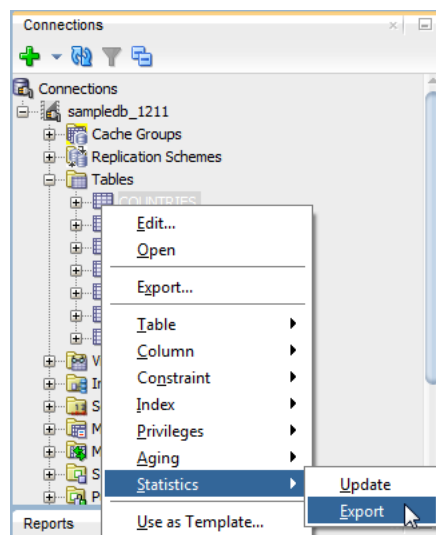 Connections
Connections
sampledb_1211
Cache Groups
Replication Schemes
Tables
COUNTRIES
Edit...
Open
Export...
Table
Column
Constraint
Index
Privileges
Aging
Statistics
Update
Export
Use as Template...
V
In
S
M
M
S
P
Reports